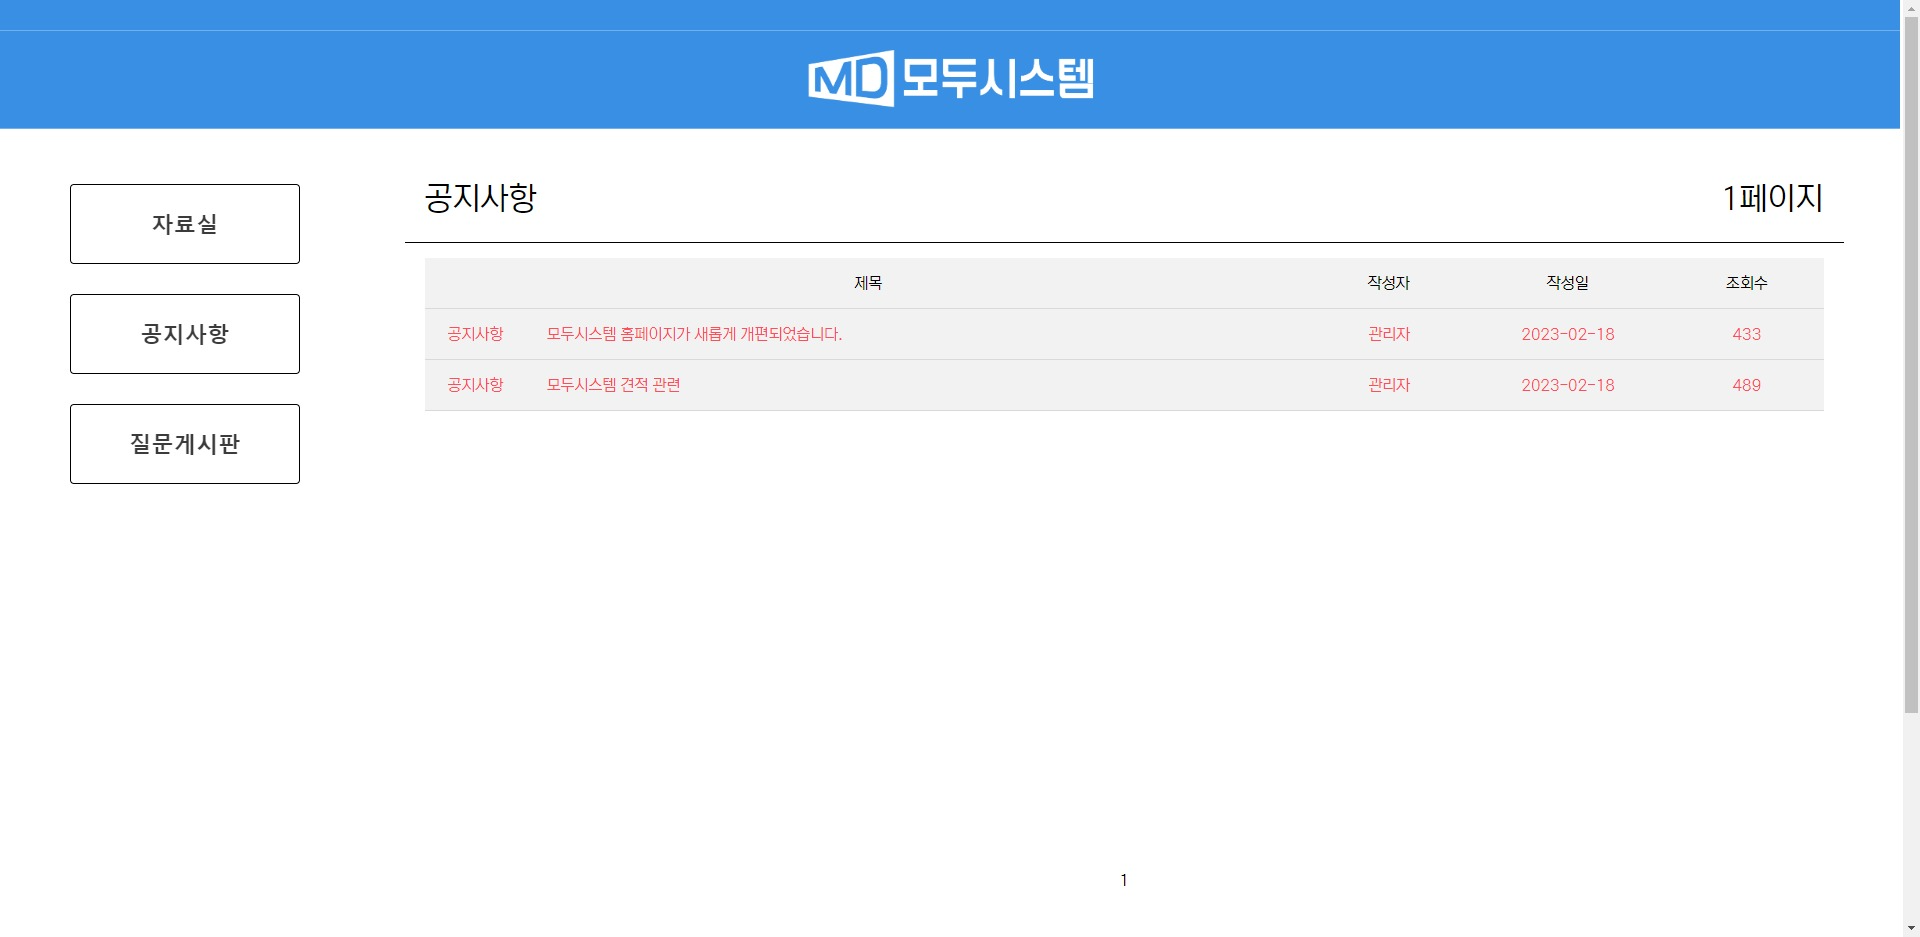 MD 모두시스템
자료실
공지사항
질문게시판
공지사항 1페이지
제목 작성자 작성일 조회수
공지사항 모두시스템 홈페이지가 새롭게 개편되었습니다. 관리자 2023-02-18 433
공지사항 모두시스템 견적 관련 관리자 2023-02-18 489
1